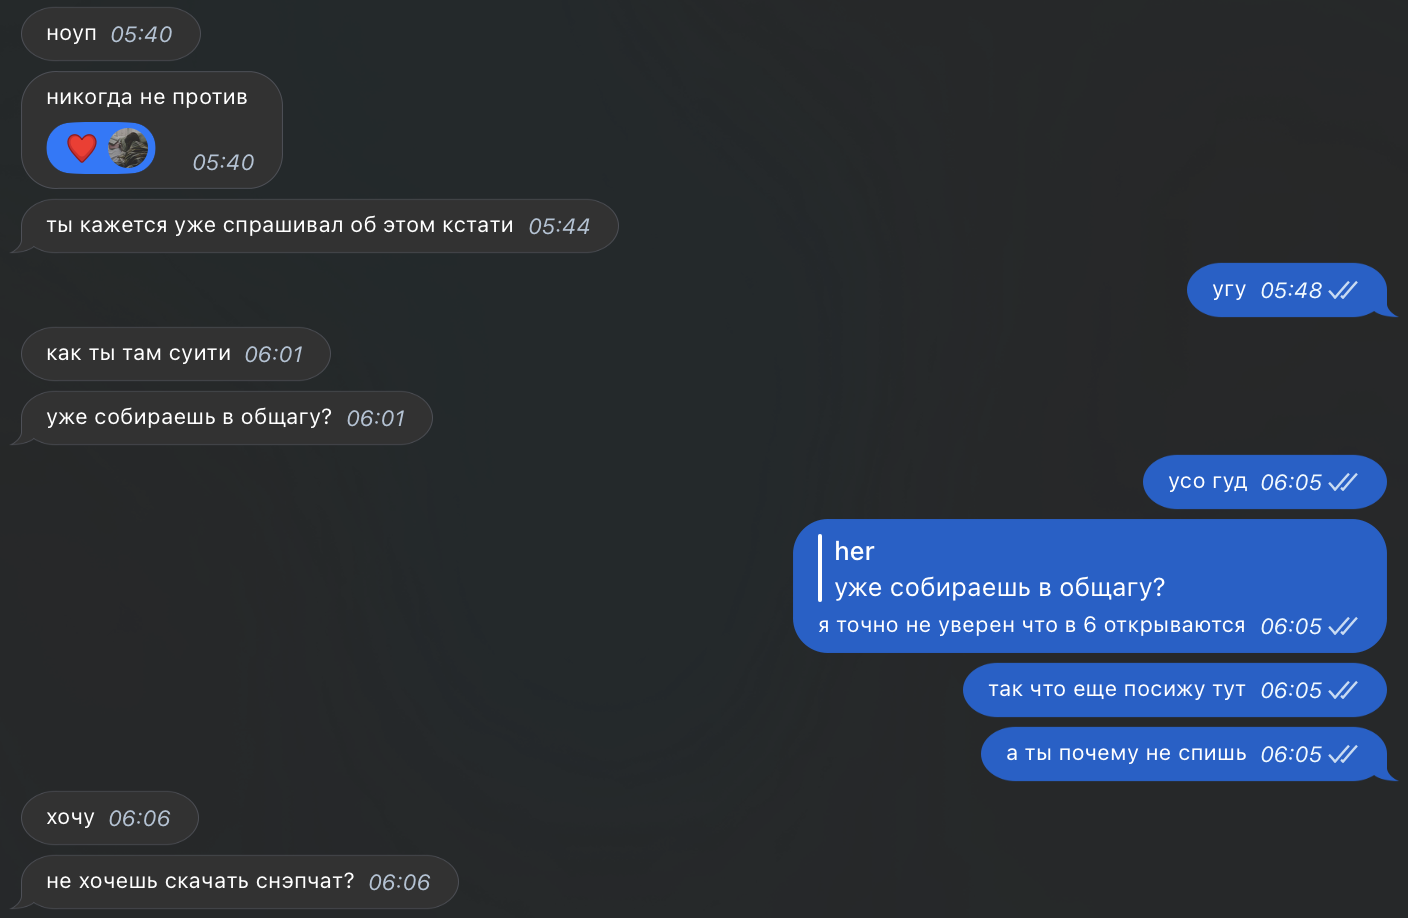 ноуп 05:40
никогда не против
05:40
ты кажется уже спрашивал об этом кстати 05:44
угу 05:48
как ты там суити 06:01
уже собираешь в общагу? 06:01
усо гуд 06:05
her
уже собираешь в общагу?
я точно не уверен что в 6 открываются 06:05
так что еще посижу тут 06:05
а ты почему не спишь 06:05
хочу 06:06
не хочешь скачать снэпчат? 06:06